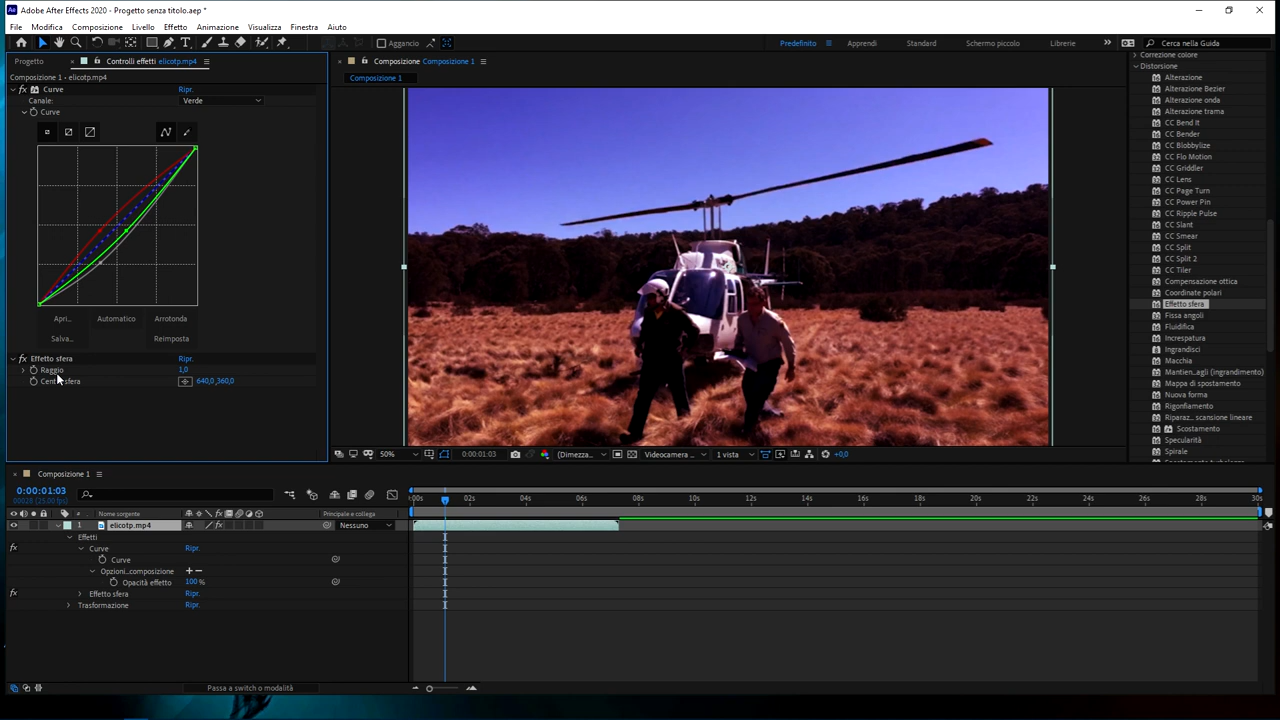 Ae Adobe After Effects 2020 - Progetto senza titolo.aep *
File Modifica Composizione Livello Effetto Animazione Visualizza Finestra Aiuto
Aggancio Predefinito Apprendi Standard Schermo piccolo Librerie Cerca nella Guida
Progetto Controlli effetti elicotp.mp4
Composizione 1 • elicotp.mp4
Curve Ripr.
Canale: Verde
Curve
Apri... Automatico Arrotonda
Salva... Reimposta
Effetto sfera Ripr.
Raggio 1,0
640,0,360,0
Composizione Composizione 1
Composizione 1
50% 0:00:01:03 (Dimezza... Videocamera ... 1 vista +0,0
Correzione
Distorsione
Alterazione
Alterazione Bezier
Alterazione onda
Alterazione trama
CC Bend It
CC Bender
CC Blobbylize
CC Flo Motion
CC Griddler
CC Lens
CC Page Turn
CC Power Pin
CC Ripple Pulse
CC Slant
CC Smear
CC Split
CC Split 2
CC Tiler
Compensazione ottica
Coordinate polari
Effetto sfera
Fissa angoli
Fluidifica
Increspatura
Ingrandisci
Macchia
Mantien...agli (ingrandimento)
Mappa di spostamento
Nuova forma
Rigonfiamento
Riparaz... scansione lineare
Scostamento
Specularità
Spirale
Composizione 1
0:00:01:03
00028 (25.00 fps)
# Nome sorgente Principale e collega
1 elicotp.mp4 Nessuno
Effetti
Curve Ripr.
Curve
Opzioni...composizione + −
Opacità effetto 100 %
Effetto sfera Ripr.
Trasformazione Ripr.
:00s 02s 04s 06s 08s 10s 12s 14s 16s 18s 20s 22s 24s 26s 28s 30s
Passa a switch o modalità